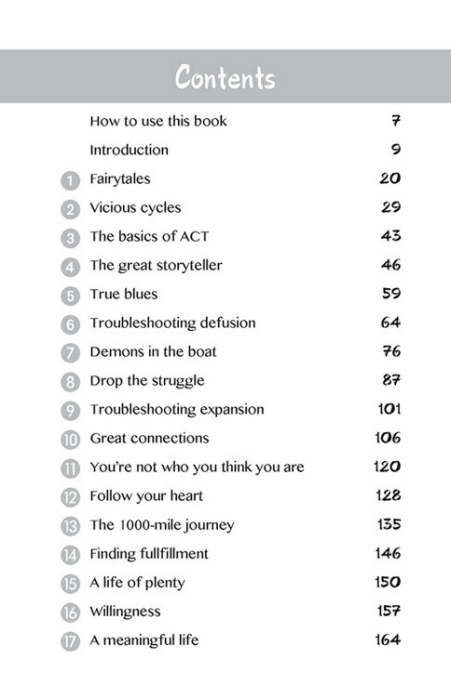 Contents
How to use this book 7
Introduction 9
1 Fairytales 20
2 Vicious cycles 29
3 The basics of ACT 43
4 The great storyteller 46
5 True blues 59
6 Troubleshooting defusion 64
7 Demons in the boat 76
8 Drop the struggle 87
9 Troubleshooting expansion 101
10 Great connections 106
11 You're not who you think you are 120
12 Follow your heart 128
13 The 1000-mile journey 135
14 Finding fullfillment 146
15 A life of plenty 150
16 Willingness 157
17 A meaningful life 164